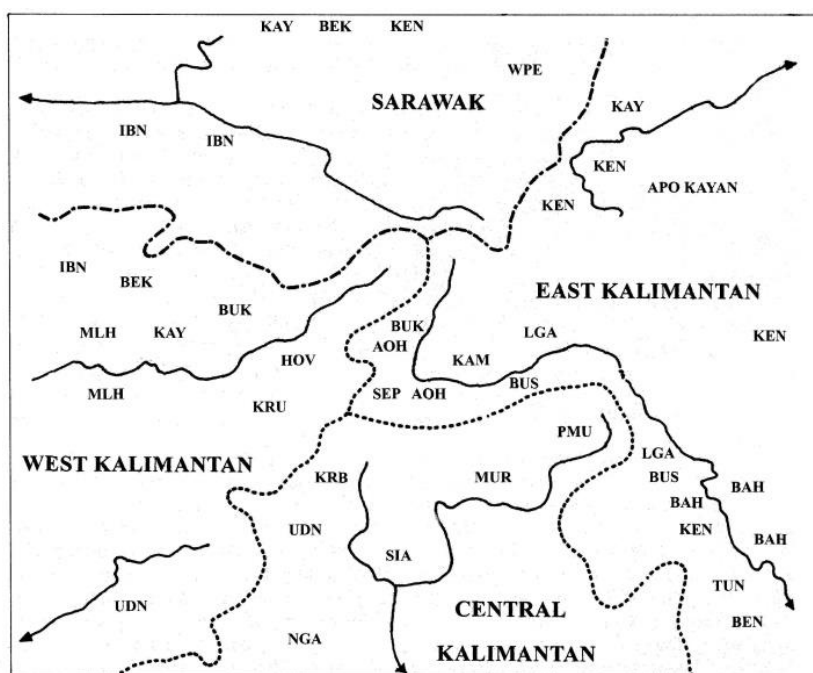 KAY BEK KEN
WPE
SARAWAK
KAY
IBN
IBN
KEN
APO KAYAN
KEN
IBN
BEK
EAST KALIMANTAN
BUK
BUK
MLH KAY
LGA
KEN
AOH
HOV
KAM
BUS
MLH
SEP AOH
KRU
PMU
WEST KALIMANTAN
LGA
KRB
MUR
BUS
BAH
BAH
UDN
KEN
BAH
SIA
TUN
UDN
CENTRAL
KALIMANTAN
BEN
NGA